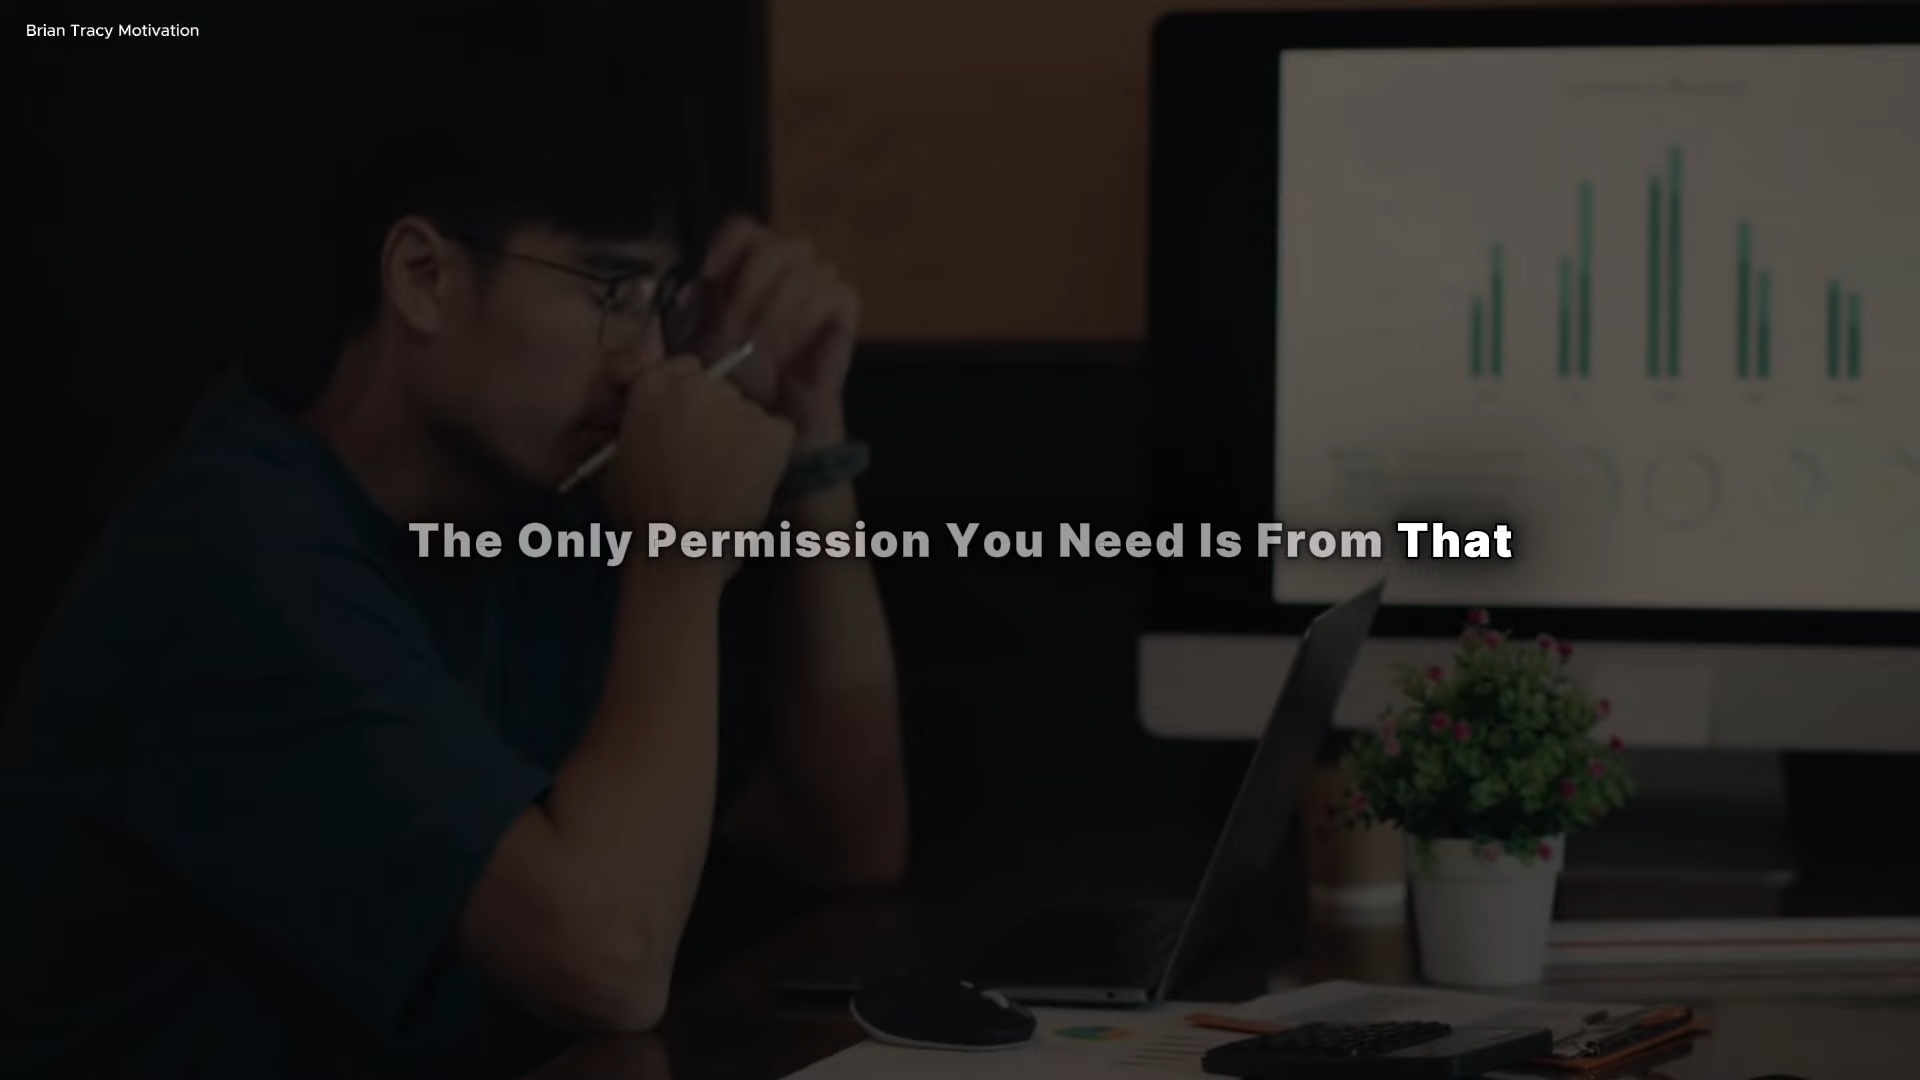 Brian Tracy Motivation
The Only Permission You Need Is From That